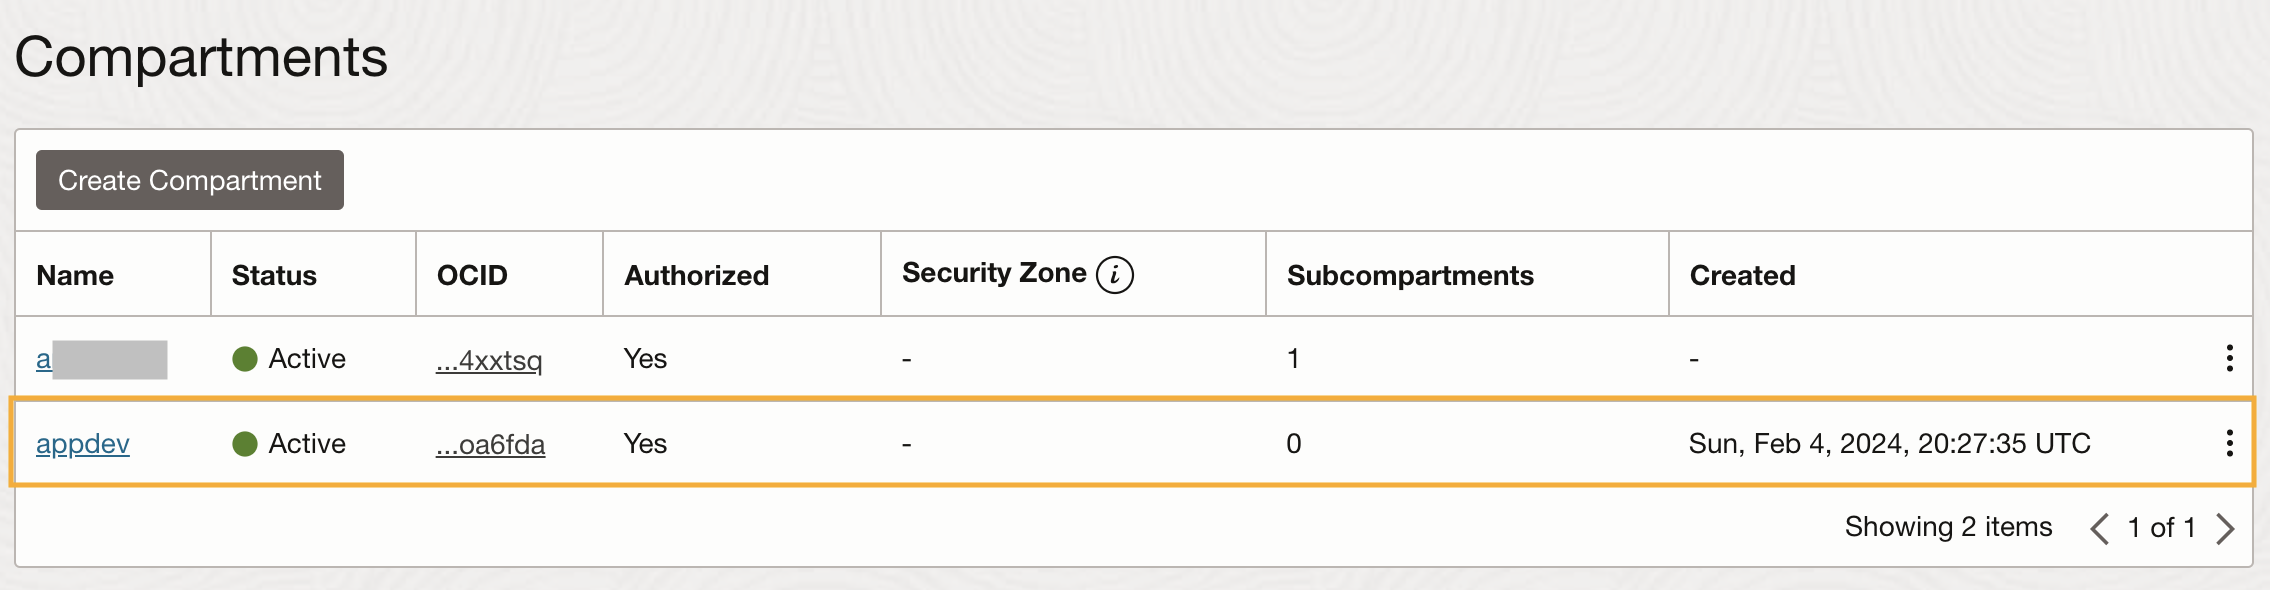 Compartments
Create Compartment
Name Status OCID Authorized Security Zone i Subcompartments Created
a Active ...4xxtsq Yes - 1 -
appdev Active ...oa6fda Yes - 0 Sun, Feb 4, 2024, 20:27:35 UTC
Showing 2 items 1 of 1